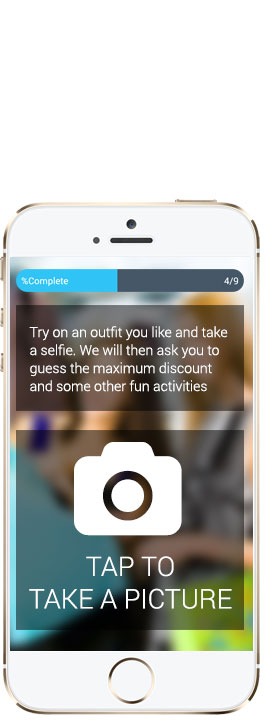 %Complete 4/9
Try on an outfit you like and take
a selfie. We will then ask you to
guess the maximum discount
and some other fun activities
TAP TO
TAKE A PICTURE